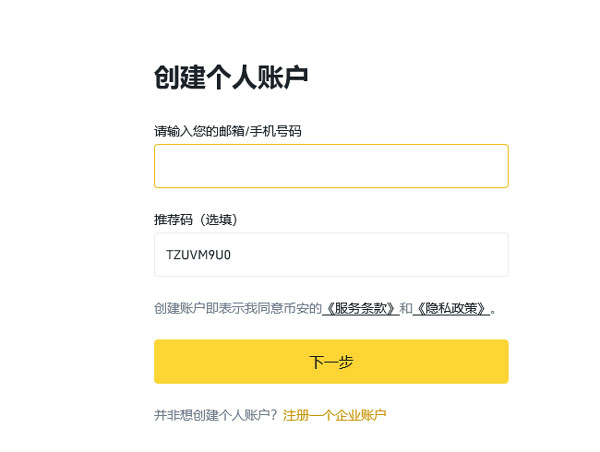 创建个人账户
请输入您的邮箱/手机号码
推荐码（选填）
TZUVM9U0
创建账户即表示我同意币安的《服务条款》和《隐私政策》。
下一步
并非想创建个人账户？注册一个企业账户